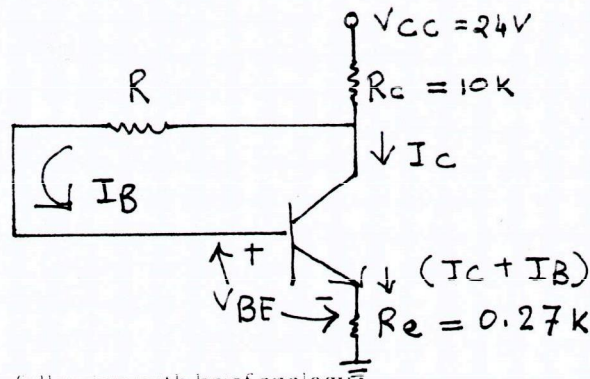 VCC = 24V
R
Rc = 10K
↓ IC
IB
+
↓ (IC + IB)
VBE
−
Re = 0.27K